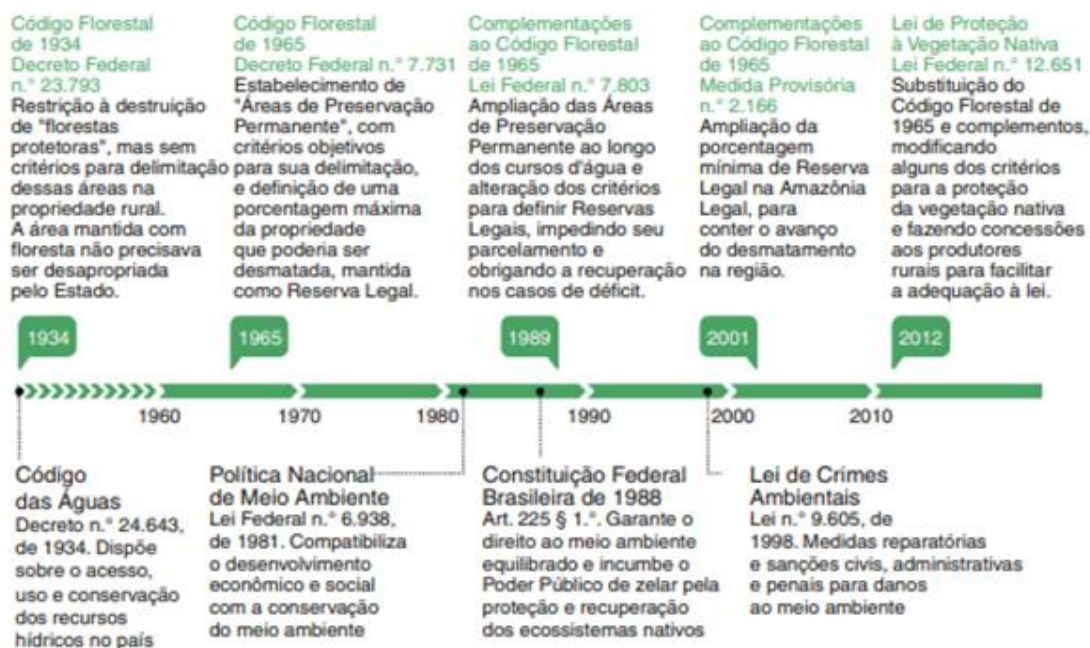 Código Florestal
de 1934
Decreto Federal
n.° 23.793
Restrição à destruição
de "florestas
protetoras", mas sem
critérios para delimitação
dessas áreas na
propriedade rural.
A área mantida com
floresta não precisava
ser desapropriada
pelo Estado.
Código Florestal
de 1965
Decreto Federal n.° 7.731
Estabelecimento de
"Áreas de Preservação
Permanente", com
critérios objetivos
para sua delimitação,
e definição de uma
porcentagem máxima
da propriedade
que poderia ser
desmatada, mantida
como Reserva Legal.
Complementações
ao Código Florestal
de 1965
Lei Federal n.° 7.803
Ampliação das Áreas
de Preservação
Permanente ao longo
dos cursos d'água e
alteração dos critérios
para definir Reservas
Legais, impedindo seu
parcelamento e
obrigando a recuperação
nos casos de déficit.
Complementações
ao Código Florestal
de 1965
Medida Provisória
n.° 2.166
Ampliação da
porcentagem
mínima de Reserva
Legal na Amazônia
Legal, para
conter o avanço
do desmatamento
na região.
Lei de Proteção
à Vegetação Nativa
Lei Federal n.° 12.651
Substituição do
Código Florestal de
1965 e complementos,
modificando
alguns dos critérios
para a proteção
da vegetação nativa
e fazendo concessões
aos produtores
rurais para facilitar
a adequação à lei.
1934
1965
1989
2001
2012
1960
1970
1980
1990
2000
2010
Código
das Águas
Decreto n.° 24.643,
de 1934. Dispõe
sobre o acesso,
uso e conservação
dos recursos
hídricos no país
Política Nacional
de Meio Ambiente
Lei Federal n.° 6.938,
de 1981. Compatibiliza
o desenvolvimento
econômico e social
com a conservação
do meio ambiente
Constituição Federal
Brasileira de 1988
Art. 225 § 1.°. Garante o
direito ao meio ambiente
equilibrado e incumbe o
Poder Público de zelar pela
proteção e recuperação
dos ecossistemas nativos
Lei de Crimes
Ambientais
Lei n.° 9.605, de
1998. Medidas reparatórias
e sanções civis, administrativas
e penais para danos
ao meio ambiente